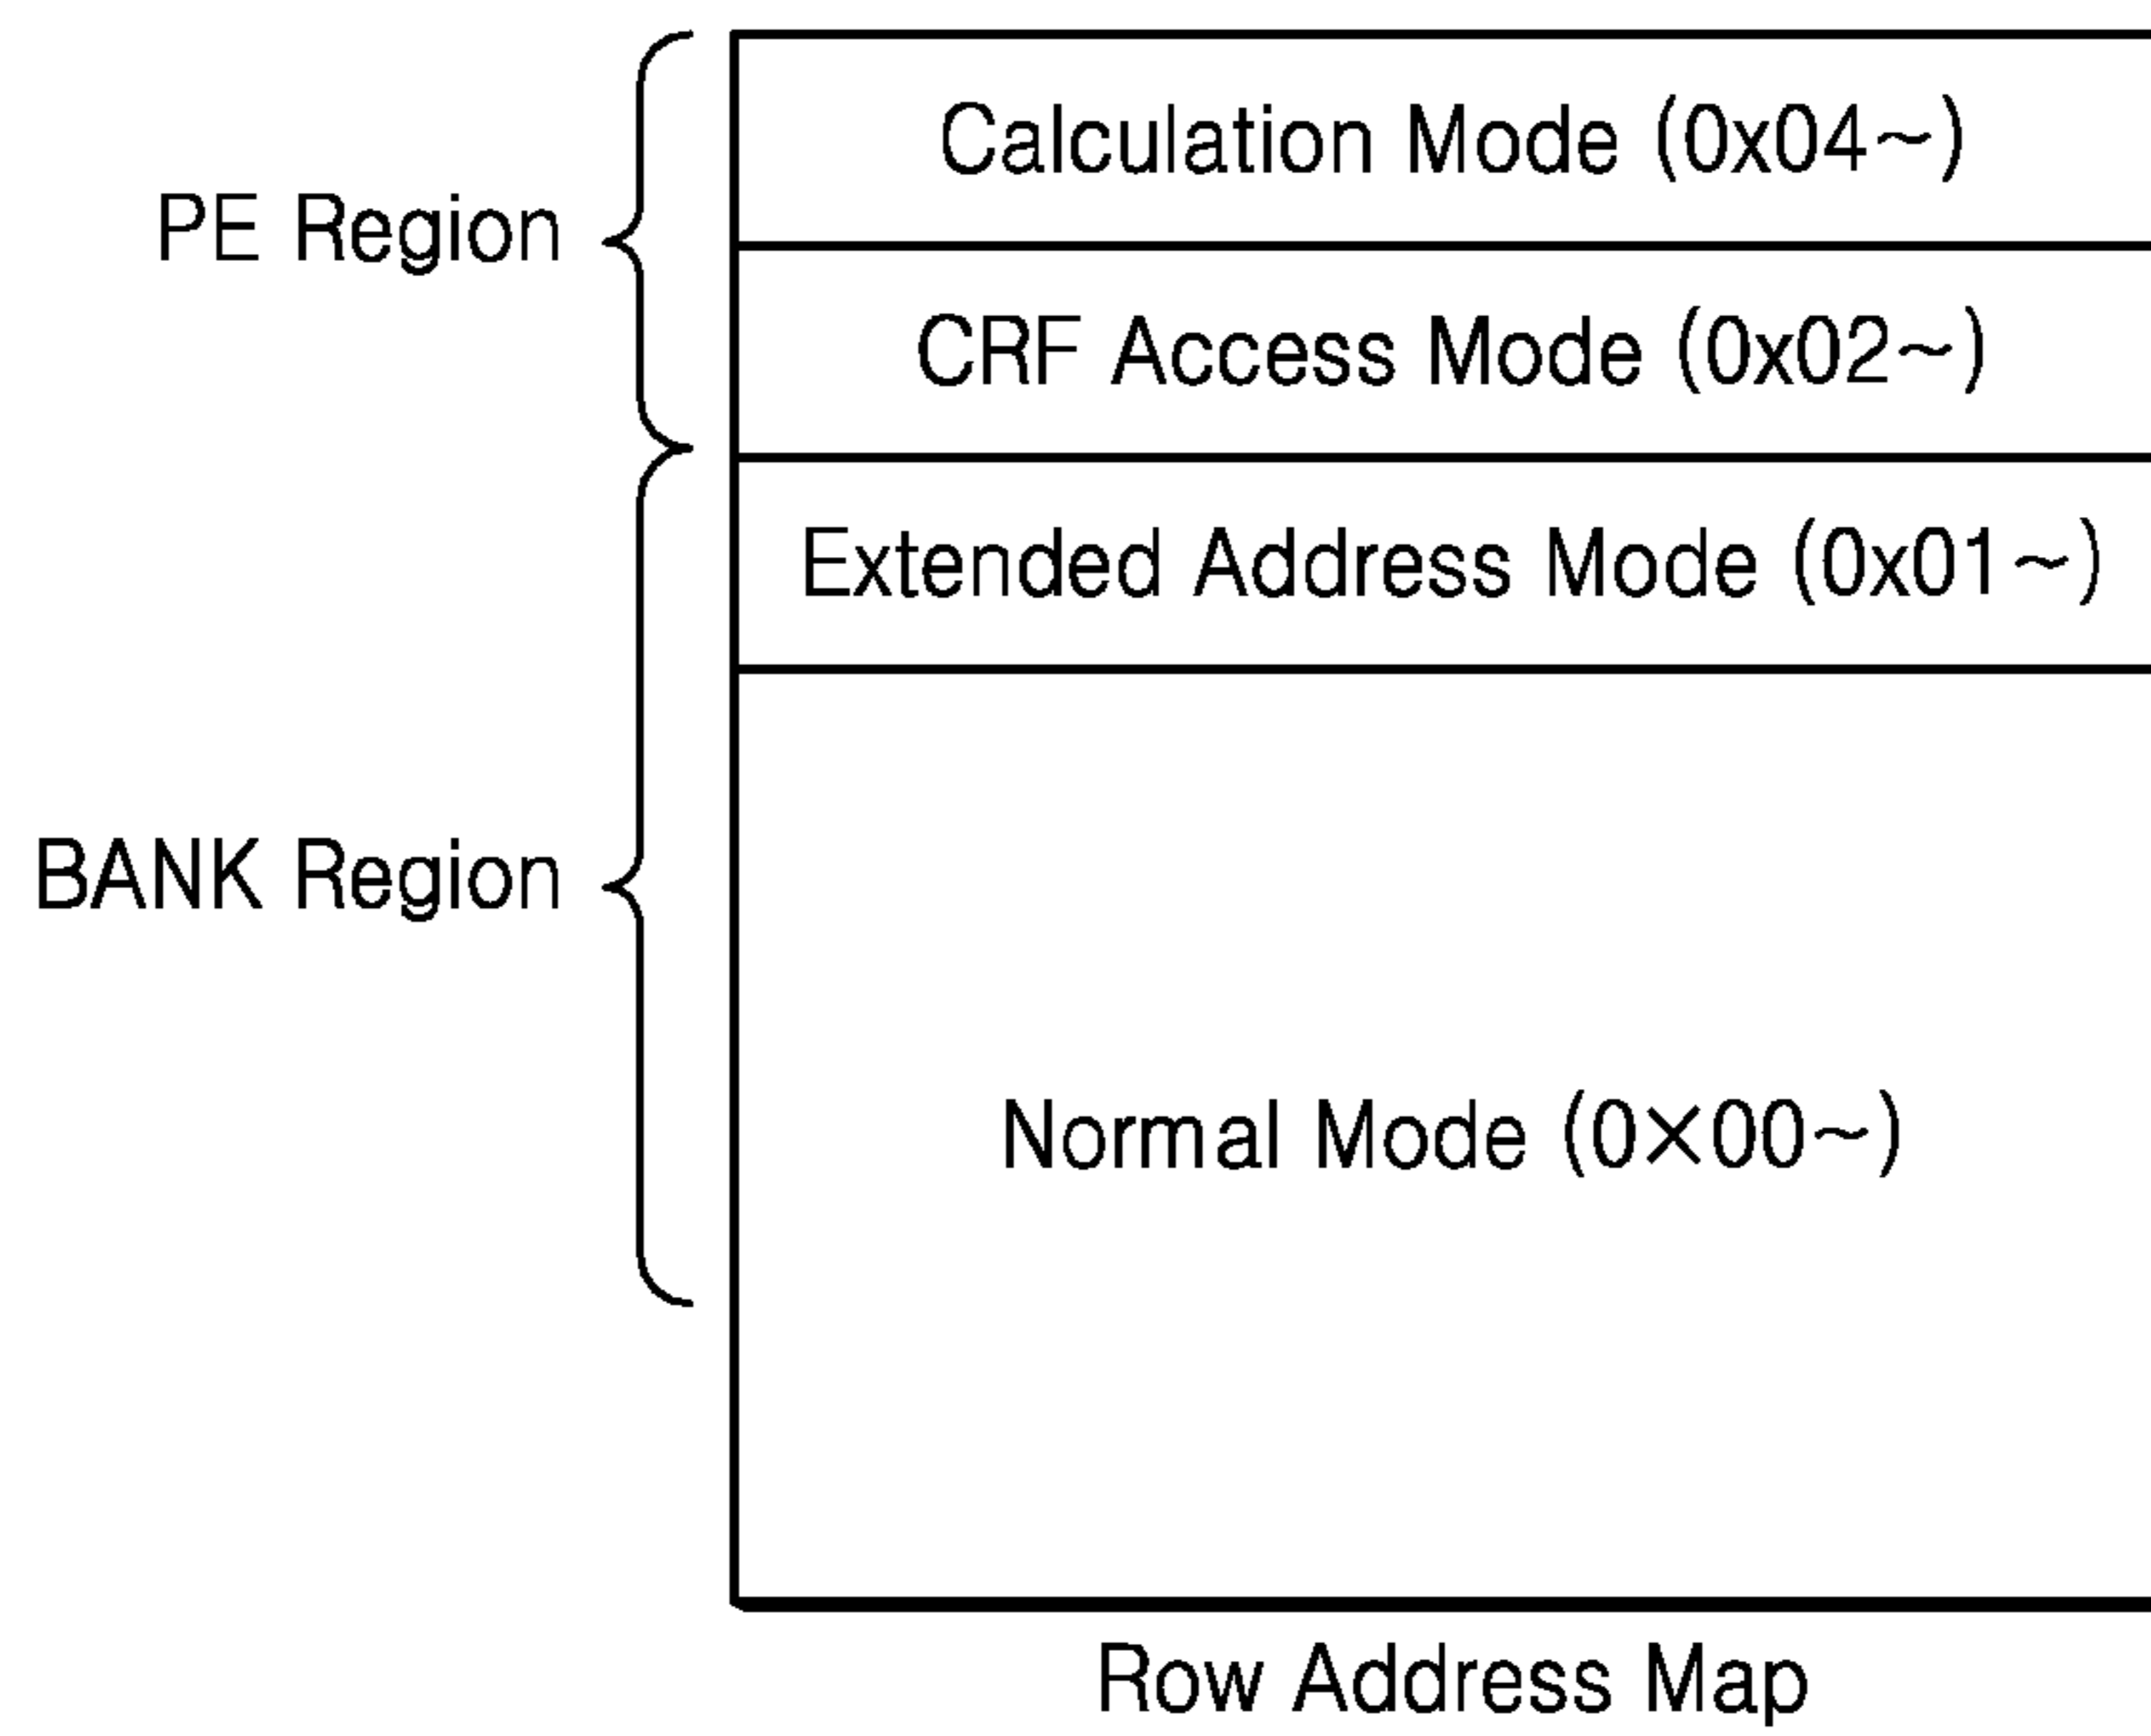 Calculation Mode (0x04~)
PE Region
CRF Access Mode (0x02~)
Extended Address Mode (0x01~)
BANK Region
Normal Mode (0×00~)
Row Address Map